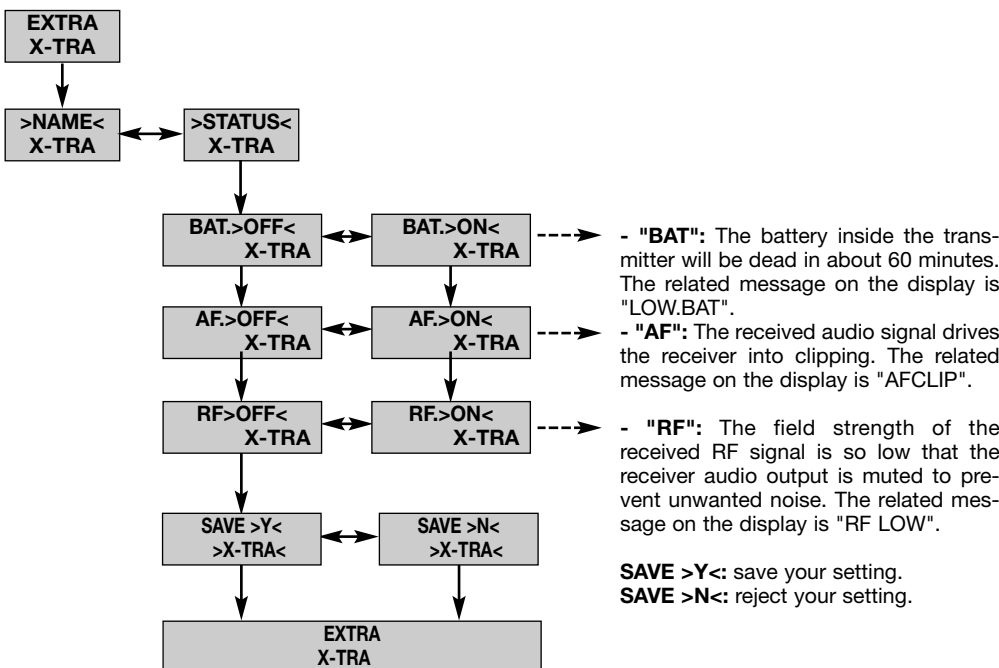 EXTRA
X-TRA
>NAME<
X-TRA
>STATUS<
X-TRA
BAT.>OFF<
X-TRA
BAT.>ON<
X-TRA
- "BAT": The battery inside the trans-
mitter will be dead in about 60 minutes.
The related message on the display is
"LOW.BAT".
AF.>OFF<
X-TRA
AF.>ON<
X-TRA
- "AF": The received audio signal drives
the receiver into clipping. The related
message on the display is "AFCLIP".
RF>OFF<
X-TRA
RF.>ON<
X-TRA
- "RF": The field strength of the
received RF signal is so low that the
receiver audio output is muted to pre-
vent unwanted noise. The related mes-
sage on the display is "RF LOW".
SAVE >Y<
>X-TRA<
SAVE >N<
>X-TRA<
SAVE >Y<: save your setting.
SAVE >N<: reject your setting.
EXTRA
X-TRA